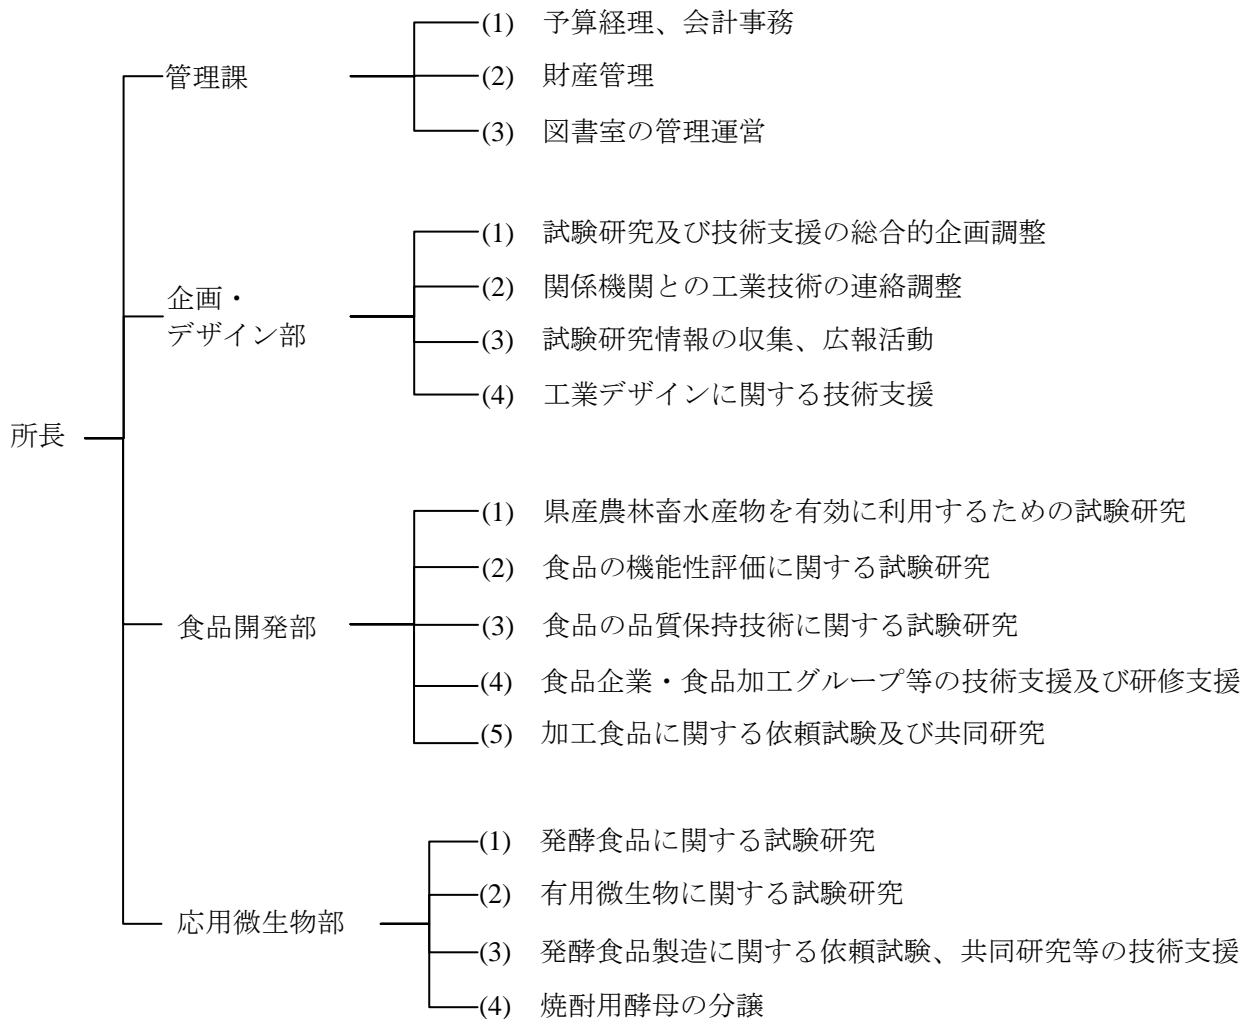 所長
管理課
(1) 予算経理、会計事務
(2) 財産管理
(3) 図書室の管理運営
企画・
デザイン部
(1) 試験研究及び技術支援の総合的企画調整
(2) 関係機関との工業技術の連絡調整
(3) 試験研究情報の収集、広報活動
(4) 工業デザインに関する技術支援
食品開発部
(1) 県産農林畜水産物を有効に利用するための試験研究
(2) 食品の機能性評価に関する試験研究
(3) 食品の品質保持技術に関する試験研究
(4) 食品企業・食品加工グループ等の技術支援及び研修支援
(5) 加工食品に関する依頼試験及び共同研究
応用微生物部
(1) 発酵食品に関する試験研究
(2) 有用微生物に関する試験研究
(3) 発酵食品製造に関する依頼試験、共同研究等の技術支援
(4) 焼酎用酵母の分譲